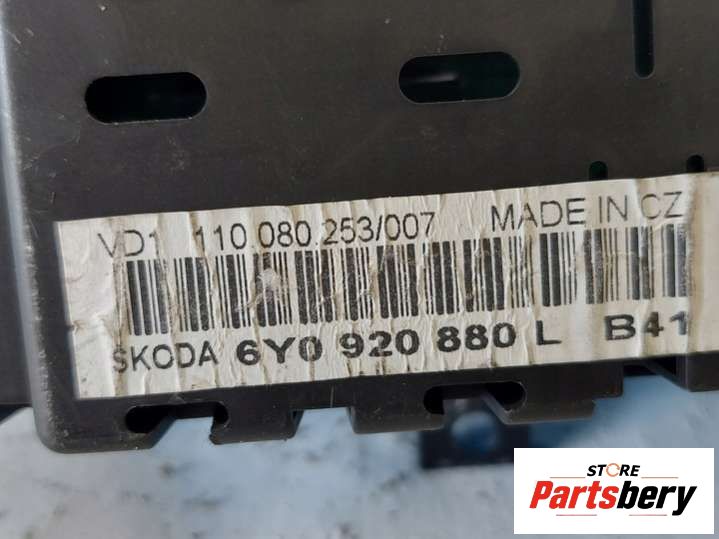 VD1 110.080.253/007 MADE IN CZ
SKODA 6Y0 920 880 L B41
STORE
Partsbery